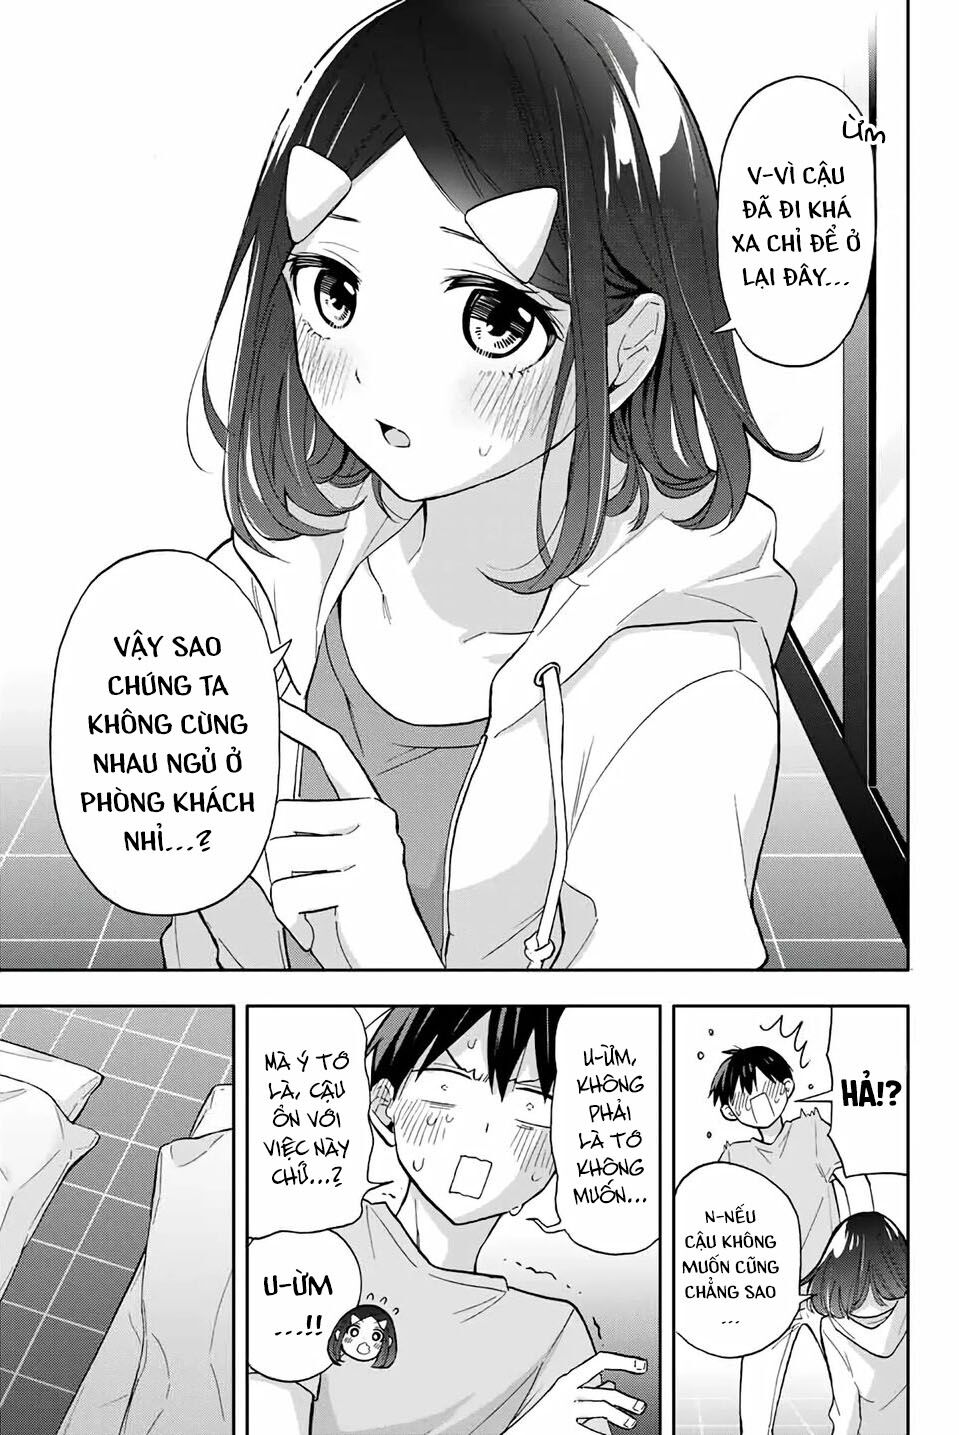 ừm
V-VÌ CẬU
ĐÃ ĐI KHÁ
XA CHỈ ĐỂ Ở
LẠI ĐÂY...
VẬY SAO
CHÚNG TA
KHÔNG CÙNG
NHAU NGỦ Ở
PHÒNG KHÁCH
NHỈ...?
HẢ!?
N-NẾU
CẬU KHÔNG
MUỐN CŨNG
CHẲNG SAO
...
U-ỪM,
KHÔNG
PHẢI
LÀ TỚ
KHÔNG
MUỐN...
MÀ Ý TỚ
LÀ, CẬU
ỔN VỚI
VIỆC NÀY
CHỨ...?
U-ỪM
...!!